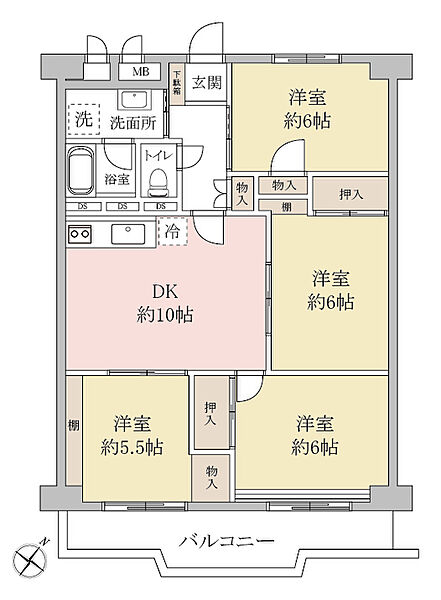 MB
下駄箱
玄関
洋室
約6帖
洗
洗面所
浴室
トイレ
物入
物入
棚
押入
DS
DS
DS
冷
DK
約10帖
洋室
約6帖
棚
洋室
約5.5帖
押入
物入
洋室
約6帖
バルコニー
N